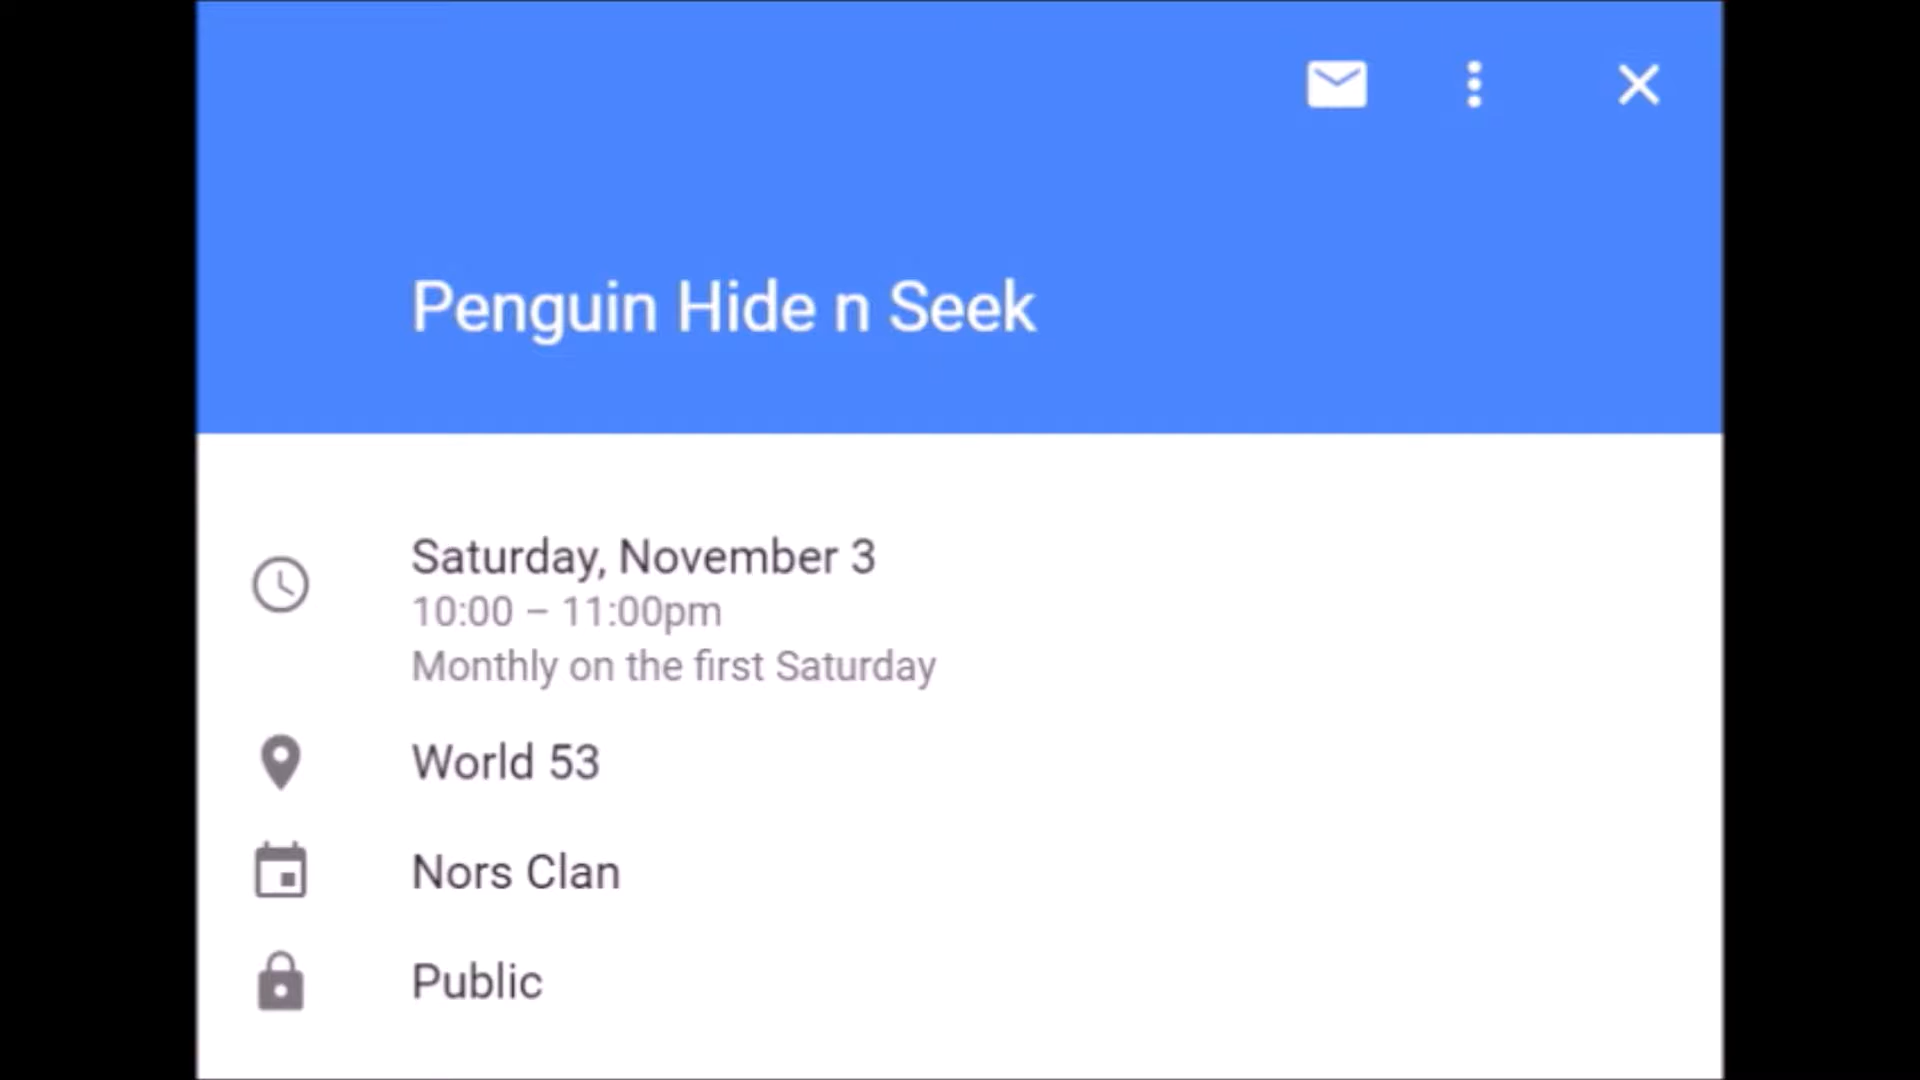 Penguin Hide n Seek
Saturday, November 3
10:00 – 11:00pm
Monthly on the first Saturday
World 53
Nors Clan
Public